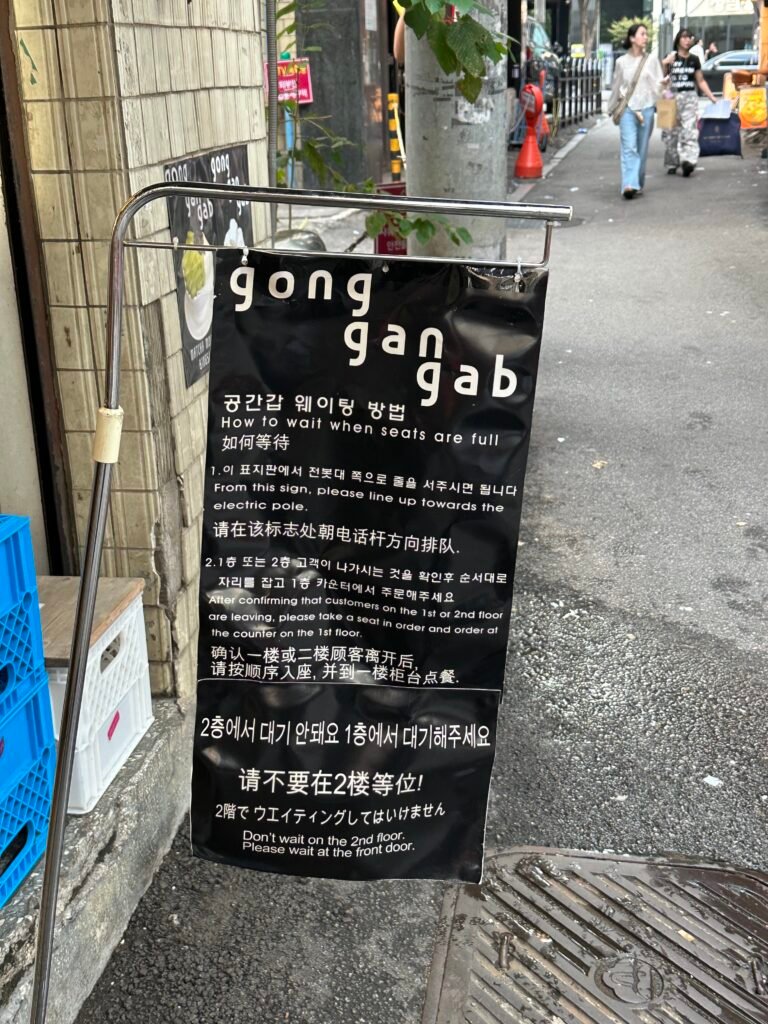 gong
gan
gab
공간갑 웨이팅 방법
How to wait when seats are full
如何等待
1.이 표지판에서 전봇대 쪽으로 줄을 서주시면 됩니다
From this sign, please line up towards the
electric pole.
请在该标志处朝电话杆方向排队.
2.1층 또는 2층 고객이 나가시는 것을 확인후 순서대로
자리를 잡고 1층 카운터에서 주문해주세요
After confirming that customers on the 1st or 2nd floor
are leaving, please take a seat in order and order at
the counter on the 1st floor.
确认一楼或二楼顾客离开后,
请按顺序入座, 并到一楼柜台点餐.
2층에서 대기 안돼요 1층에서 대기해주세요
请不要在2楼等位!
2階で ウエイティングしてはいけません
Don't wait on the 2nd floor.
Please wait at the front door.
gong
gan
gab
gong